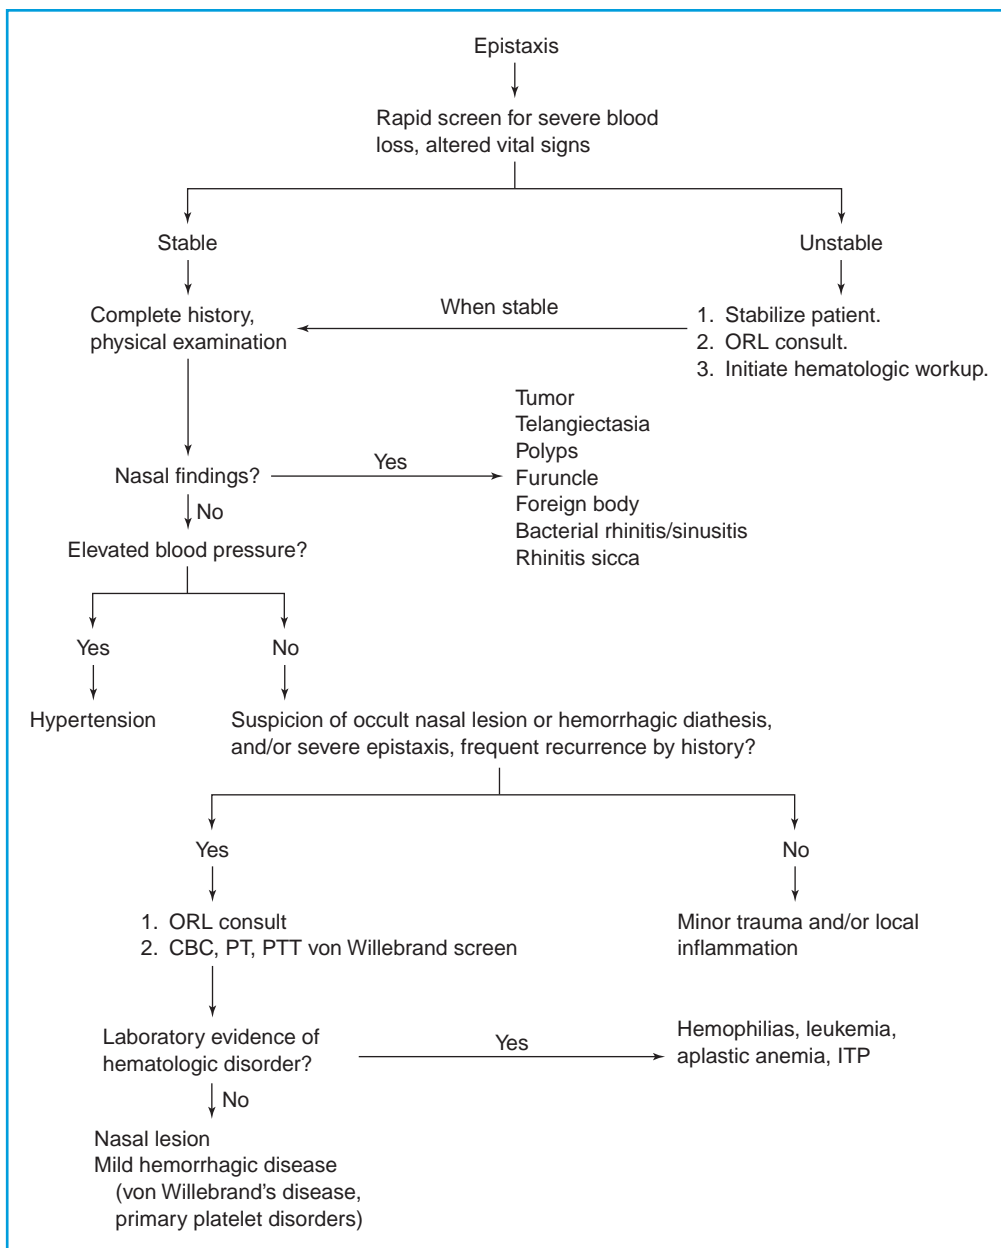 Epistaxis
Rapid screen for severe blood
loss, altered vital signs
Stable
Unstable
Complete history,
physical examination
When stable
1. Stabilize patient.
2. ORL consult.
3. Initiate hematologic workup.
Nasal findings?
Yes
Tumor
Telangiectasia
Polyps
Furuncle
Foreign body
Bacterial rhinitis/sinusitis
Rhinitis sicca
No
Elevated blood pressure?
Yes
No
Hypertension
Suspicion of occult nasal lesion or hemorrhagic diathesis,
and/or severe epistaxis, frequent recurrence by history?
Yes
No
1. ORL consult
2. CBC, PT, PTT von Willebrand screen
Minor trauma and/or local
inflammation
Laboratory evidence of
hematologic disorder?
Yes
Hemophilias, leukemia,
aplastic anemia, ITP
No
Nasal lesion
Mild hemorrhagic disease
(von Willebrand's disease,
primary platelet disorders)